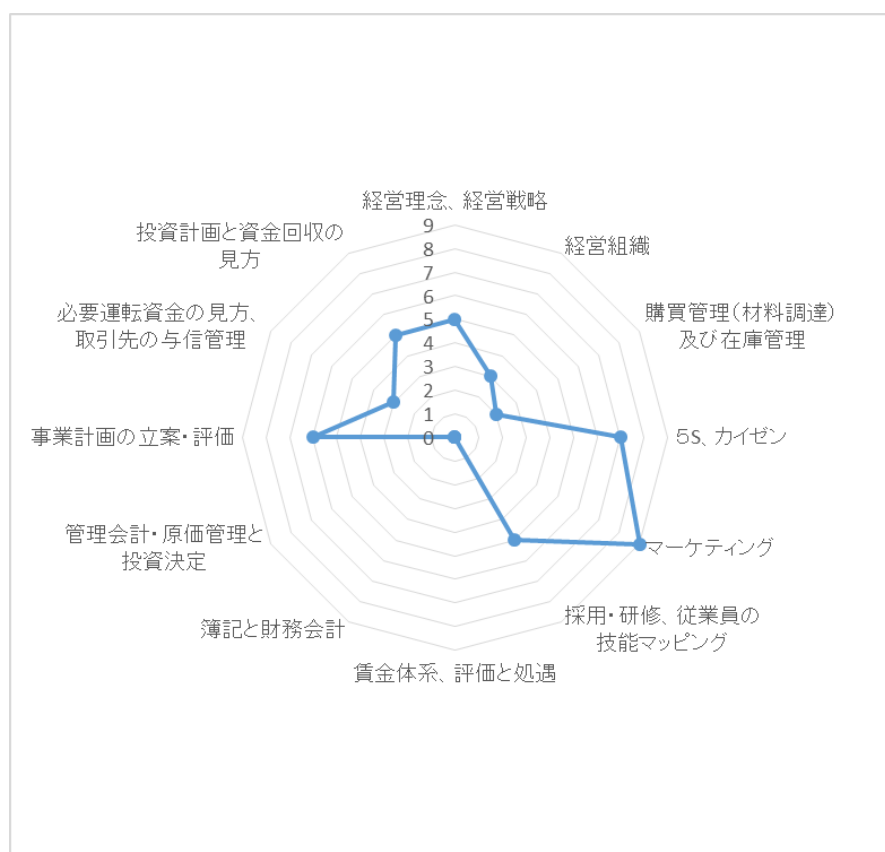 経営理念、経営戦略
経営組織
購買管理(材料調達)
及び在庫管理
5S、カイゼン
マーケティング
採用・研修、従業員の
技能マッピング
賃金体系、評価と処遇
簿記と財務会計
管理会計・原価管理と
投資決定
事業計画の立案・評価
必要運転資金の見方、
取引先の与信管理
投資計画と資金回収の
見方
9
8
7
6
5
4
3
2
1
0